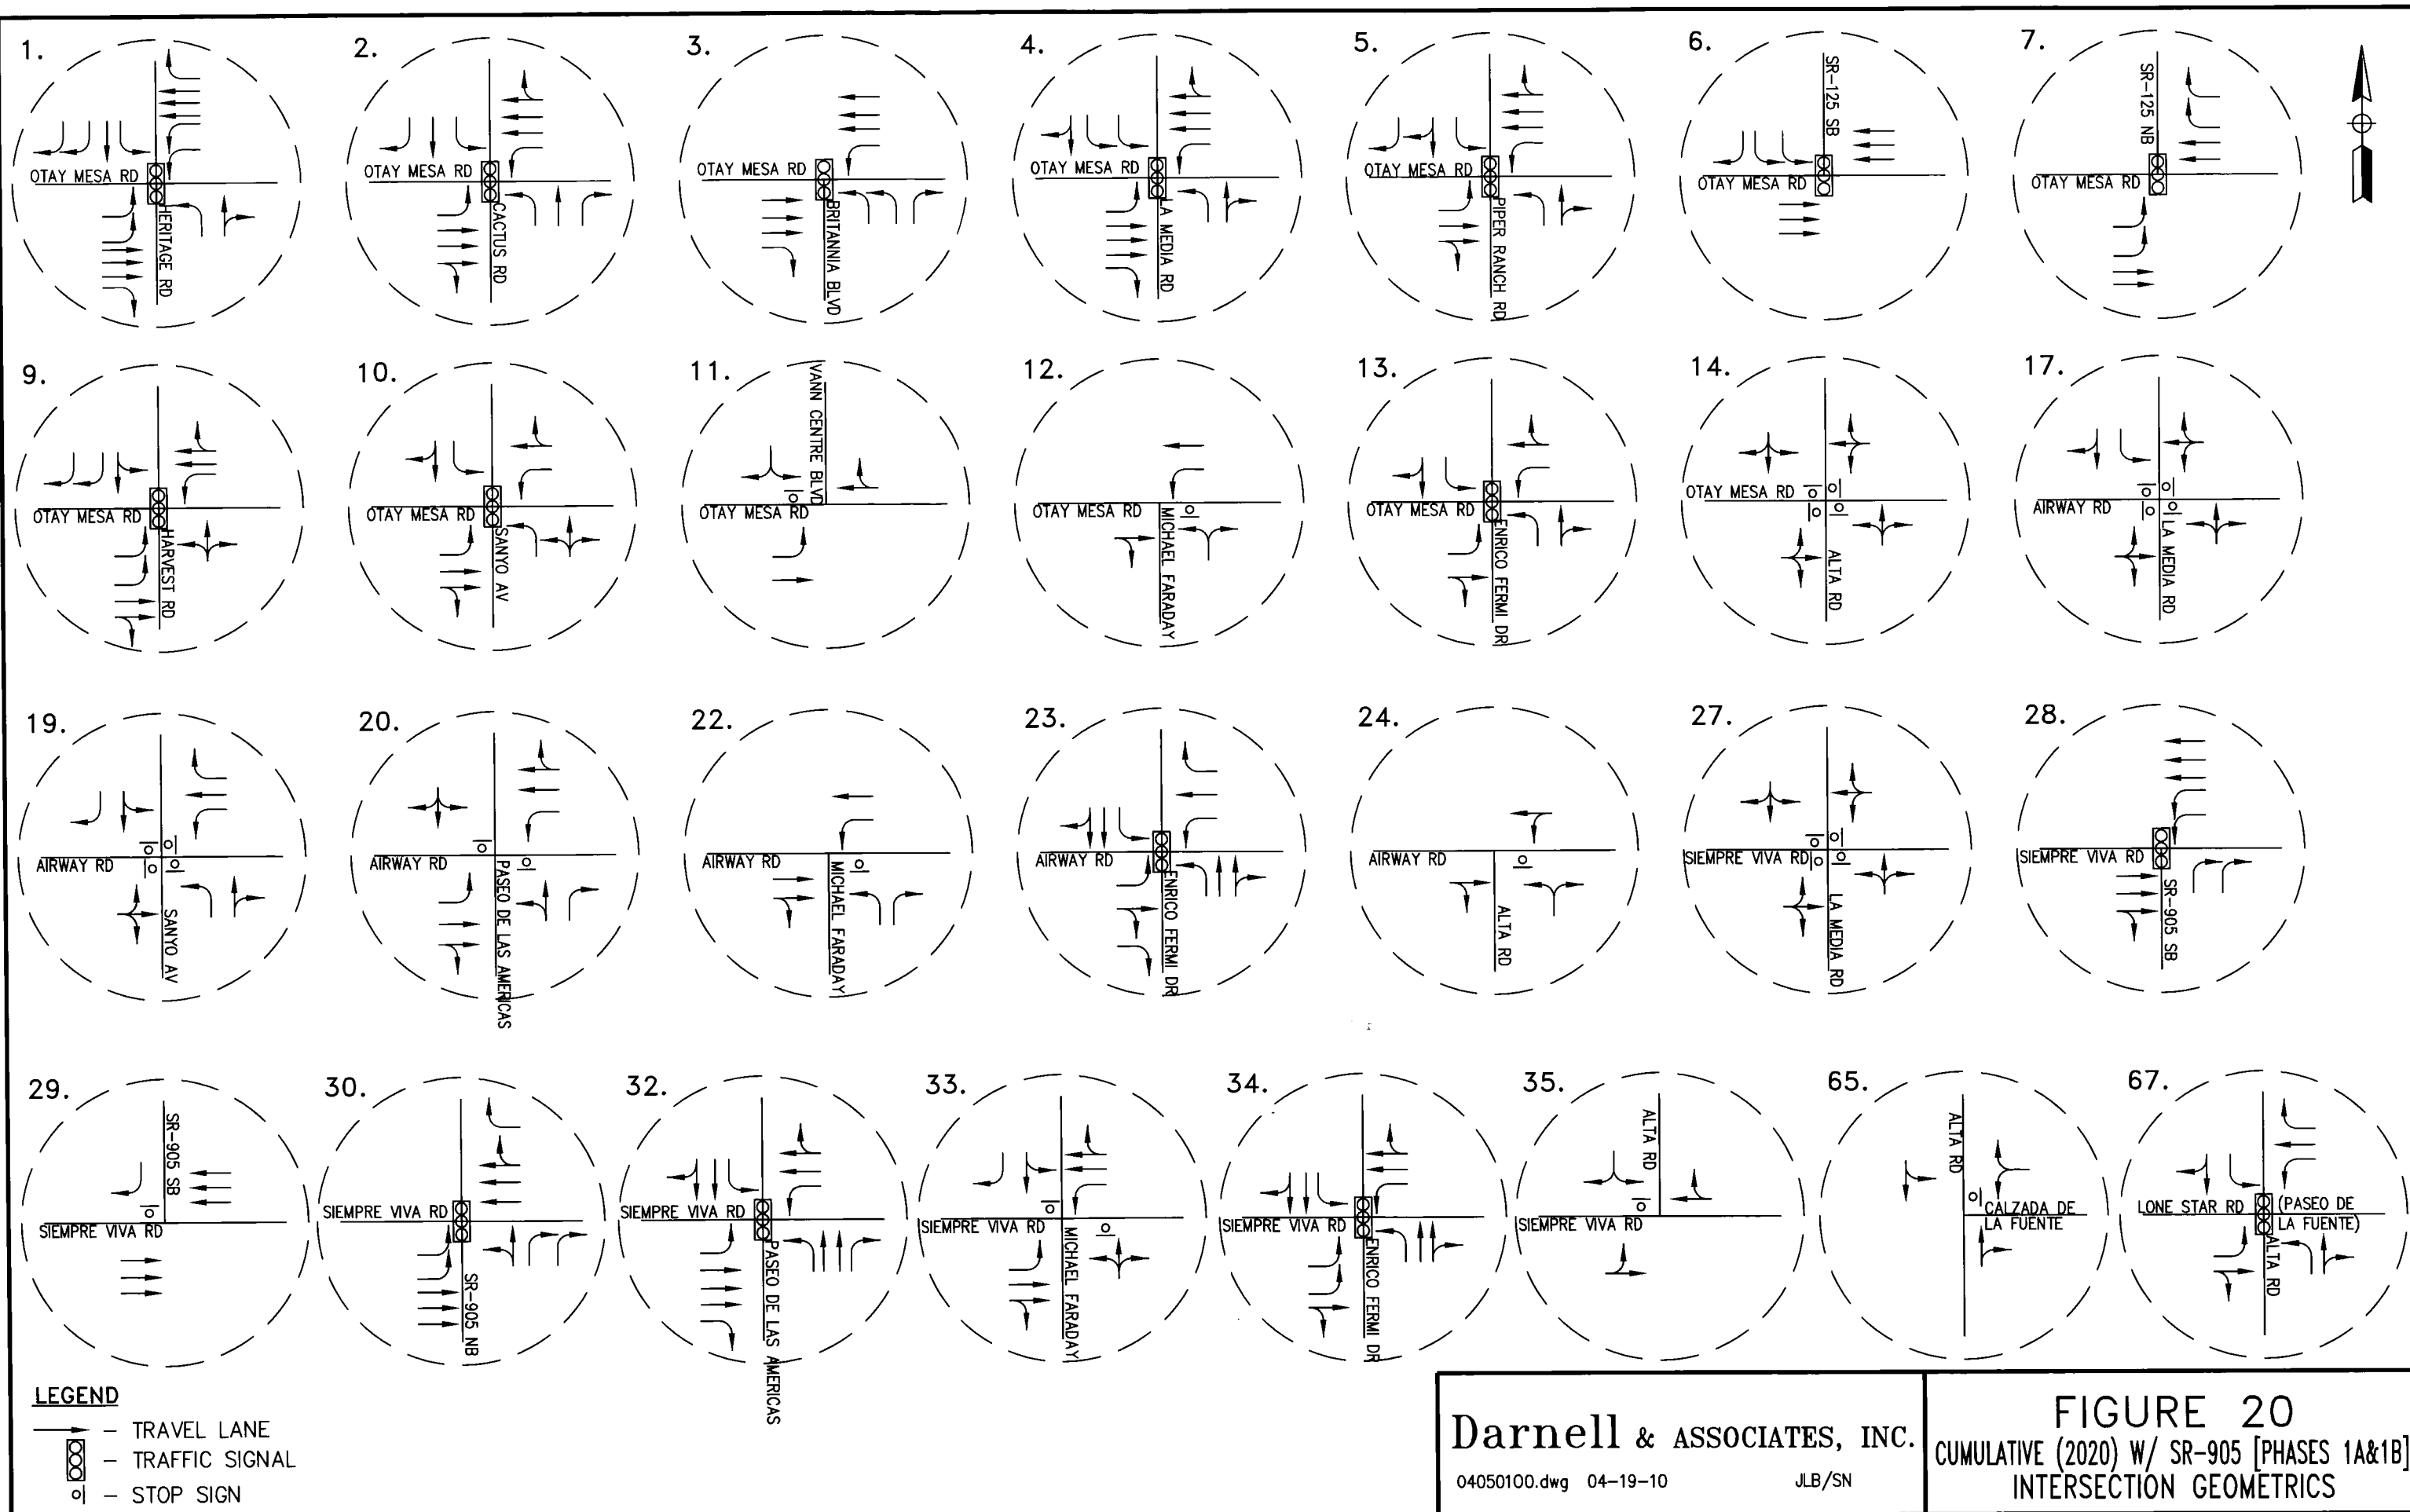 1.
OTAY MESA RD
HERITAGE RD
2.
OTAY MESA RD
CACTUS RD
3.
OTAY MESA RD
BRITANNIA BLVD
4.
OTAY MESA RD
LA MEDIA RD
5.
OTAY MESA RD
PIPER RANCH RD
6.
SR-125 SB
OTAY MESA RD
7.
SR-125 NB
OTAY MESA RD
9.
OTAY MESA RD
HARVEST RD
10.
OTAY MESA RD
SANYO AV
11.
VANN CENTRE BLVD
OTAY MESA RD
12.
OTAY MESA RD
MICHAEL FARADAY
13.
OTAY MESA RD
ENRICO FERMI DR
14.
OTAY MESA RD
ALTA RD
17.
AIRWAY RD
LA MEDIA RD
19.
AIRWAY RD
SANYO AV
20.
AIRWAY RD
PASEO DE LAS AMERICAS
22.
AIRWAY RD
MICHAEL FARADAY
23.
AIRWAY RD
ENRICO FERMI DR
24.
AIRWAY RD
ALTA RD
27.
SIEMPRE VIVA RD
LA MEDIA RD
28.
SIEMPRE VIVA RD
SR-905 SB
29.
SR-905 SB
SIEMPRE VIVA RD
30.
SIEMPRE VIVA RD
SR-905 NB
32.
SIEMPRE VIVA RD
PASEO DE LAS AMERICAS
33.
SIEMPRE VIVA RD
MICHAEL FARADAY
34.
SIEMPRE VIVA RD
ENRICO FERMI DR
35.
ALTA RD
SIEMPRE VIVA RD
65.
ALTA RD
CALZADA DE
LA FUENTE
67.
LONE STAR RD
(PASEO DE
LA FUENTE)
ALTA RD
LEGEND
– TRAVEL LANE
– TRAFFIC SIGNAL
– STOP SIGN
Darnell & ASSOCIATES, INC.
04050100.dwg 04-19-10 JLB/SN
FIGURE 20
CUMULATIVE (2020) W/ SR-905 [PHASES 1A&1B]
INTERSECTION GEOMETRICS